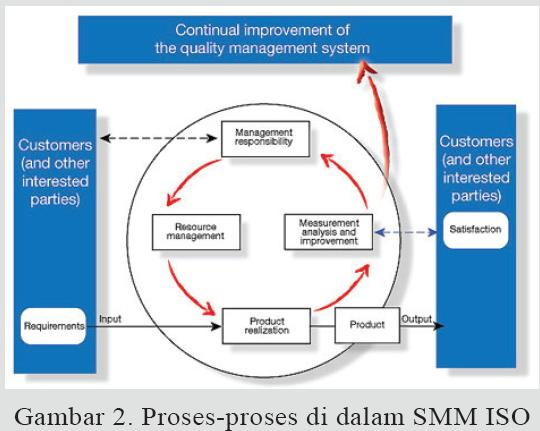 Continual improvement of
the quality management system
Customers
(and other
interested
parties)
Management
responsibility
Customers
(and other
interested
parties)
Resource
management
Measurement
analysis and
improvement
Satisfaction
Requirements
Input
Product
realization
Product
Output
Gambar 2. Proses-proses di dalam SMM ISO